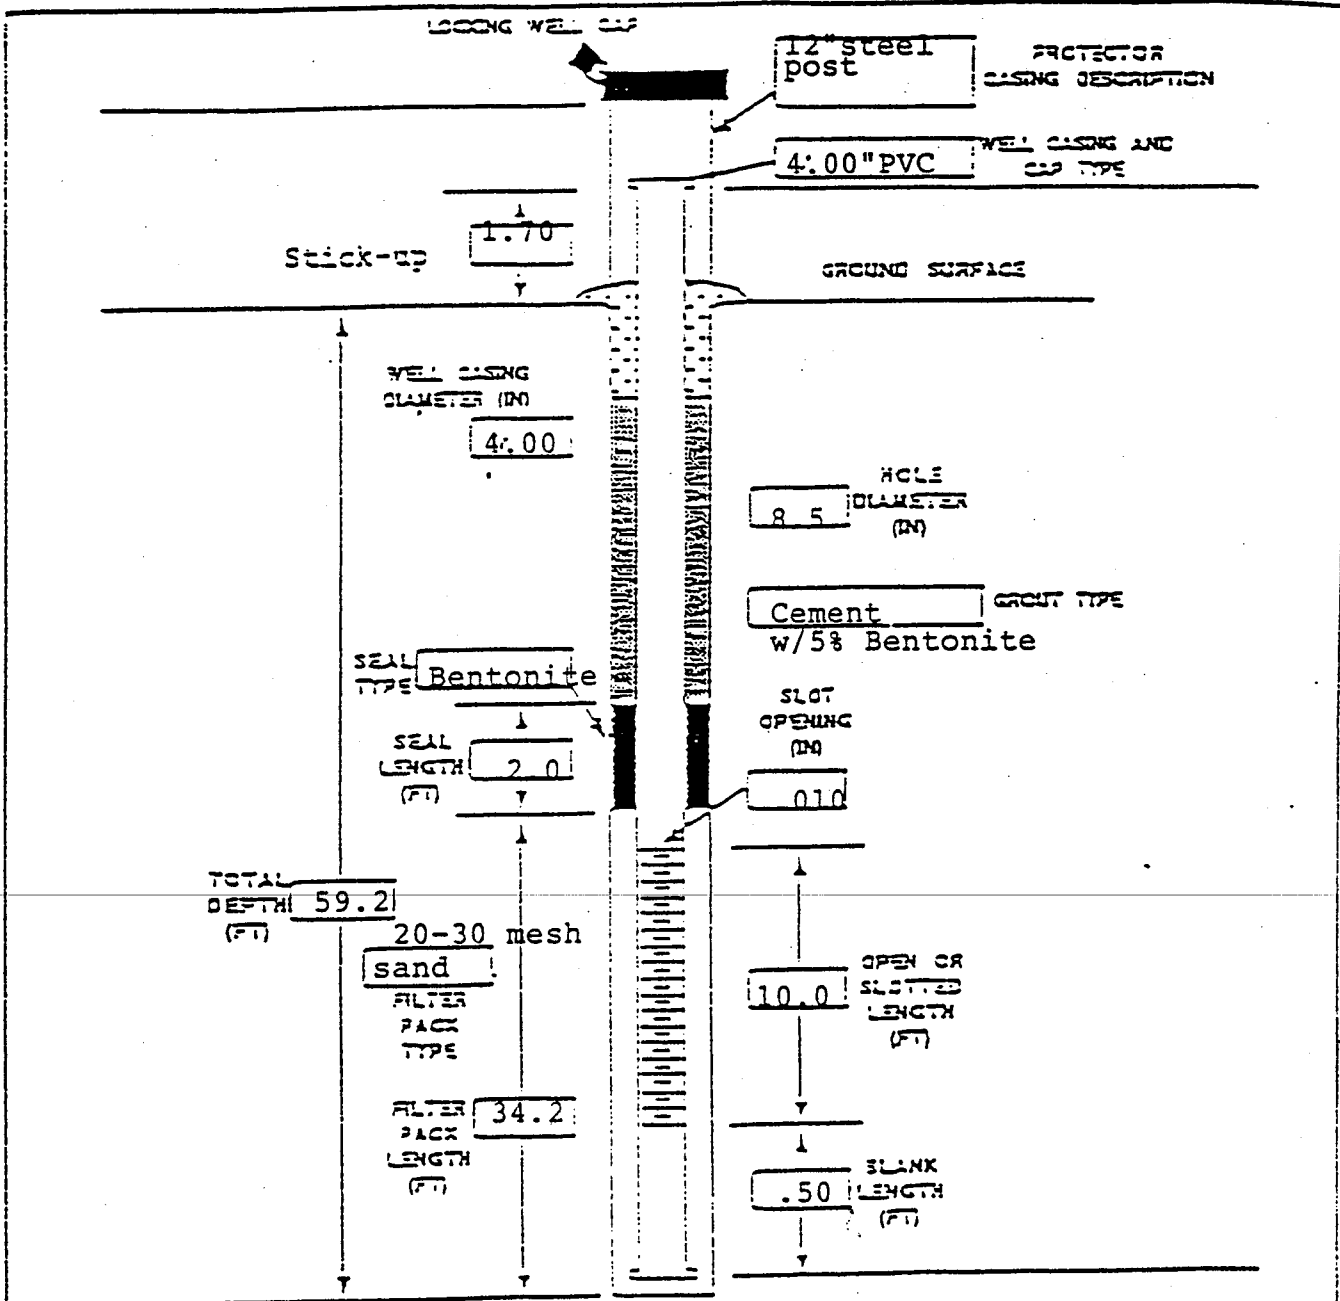 LOCKING WELL CAP
12"steel
post
PROTECTOR
CASING DESCRIPTION
4.00"PVC
WELL CASING AND
CAP TYPE
1.70
Stick-up
GROUND SURFACE
WELL CASING
DIAMETER (IN)
4.00
8.5
HOLE
DIAMETER
(IN)
Cement
w/5% Bentonite
GROUT TYPE
SEAL
TYPE
Bentonite
SLOT
OPENING
(IN)
.010
SEAL
LENGTH
(FT)
2.0
TOTAL
DEPTH
(FT)
59.2
20-30 mesh
sand
FILTER
PACK
TYPE
10.0
OPEN OR
SLOTTED
LENGTH
(FT)
FILTER
PACK
LENGTH
(FT)
34.2
.50
BLANK
LENGTH
(FT)